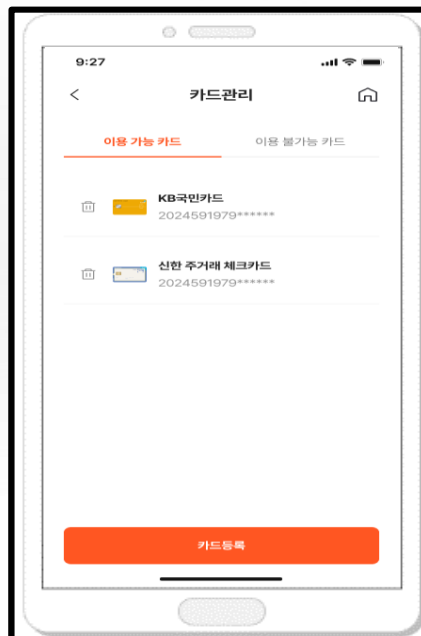 9:27
카드관리
이용 가능 카드
이용 불가능 카드
KB국민카드
2024591979******
신한 주거래 체크카드
2024591979******
카드등록